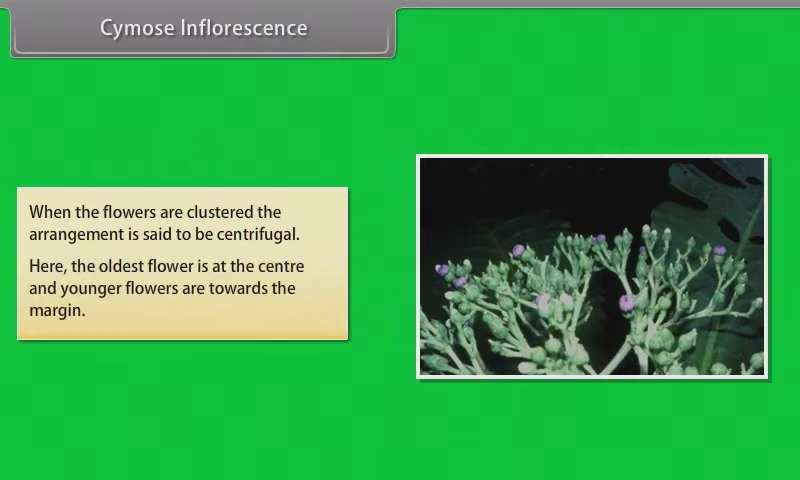 Cymose Inflorescence
When the flowers are clustered the
arrangement is said to be centrifugal.
Here, the oldest flower is at the centre
and younger flowers are towards the
margin.